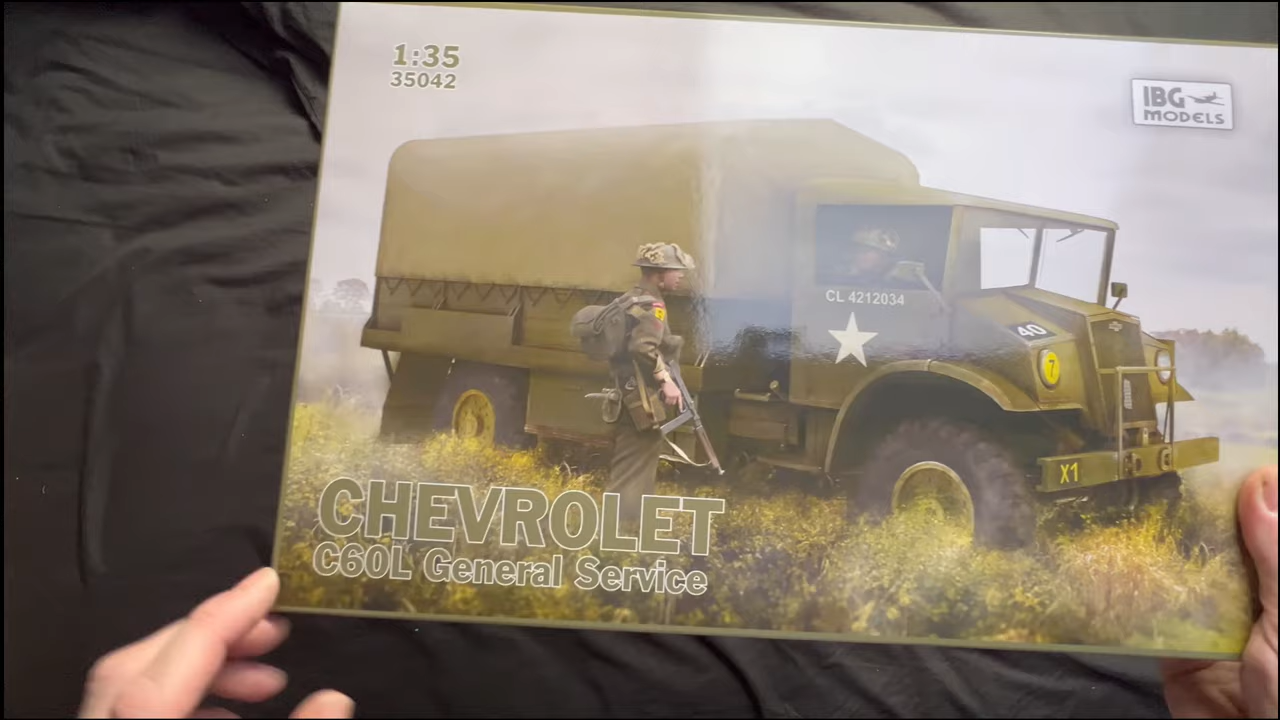 1:35
35042
IBG
MODELS
CL 4212034
40
7
X1
CHEVROLET
C60L General Service